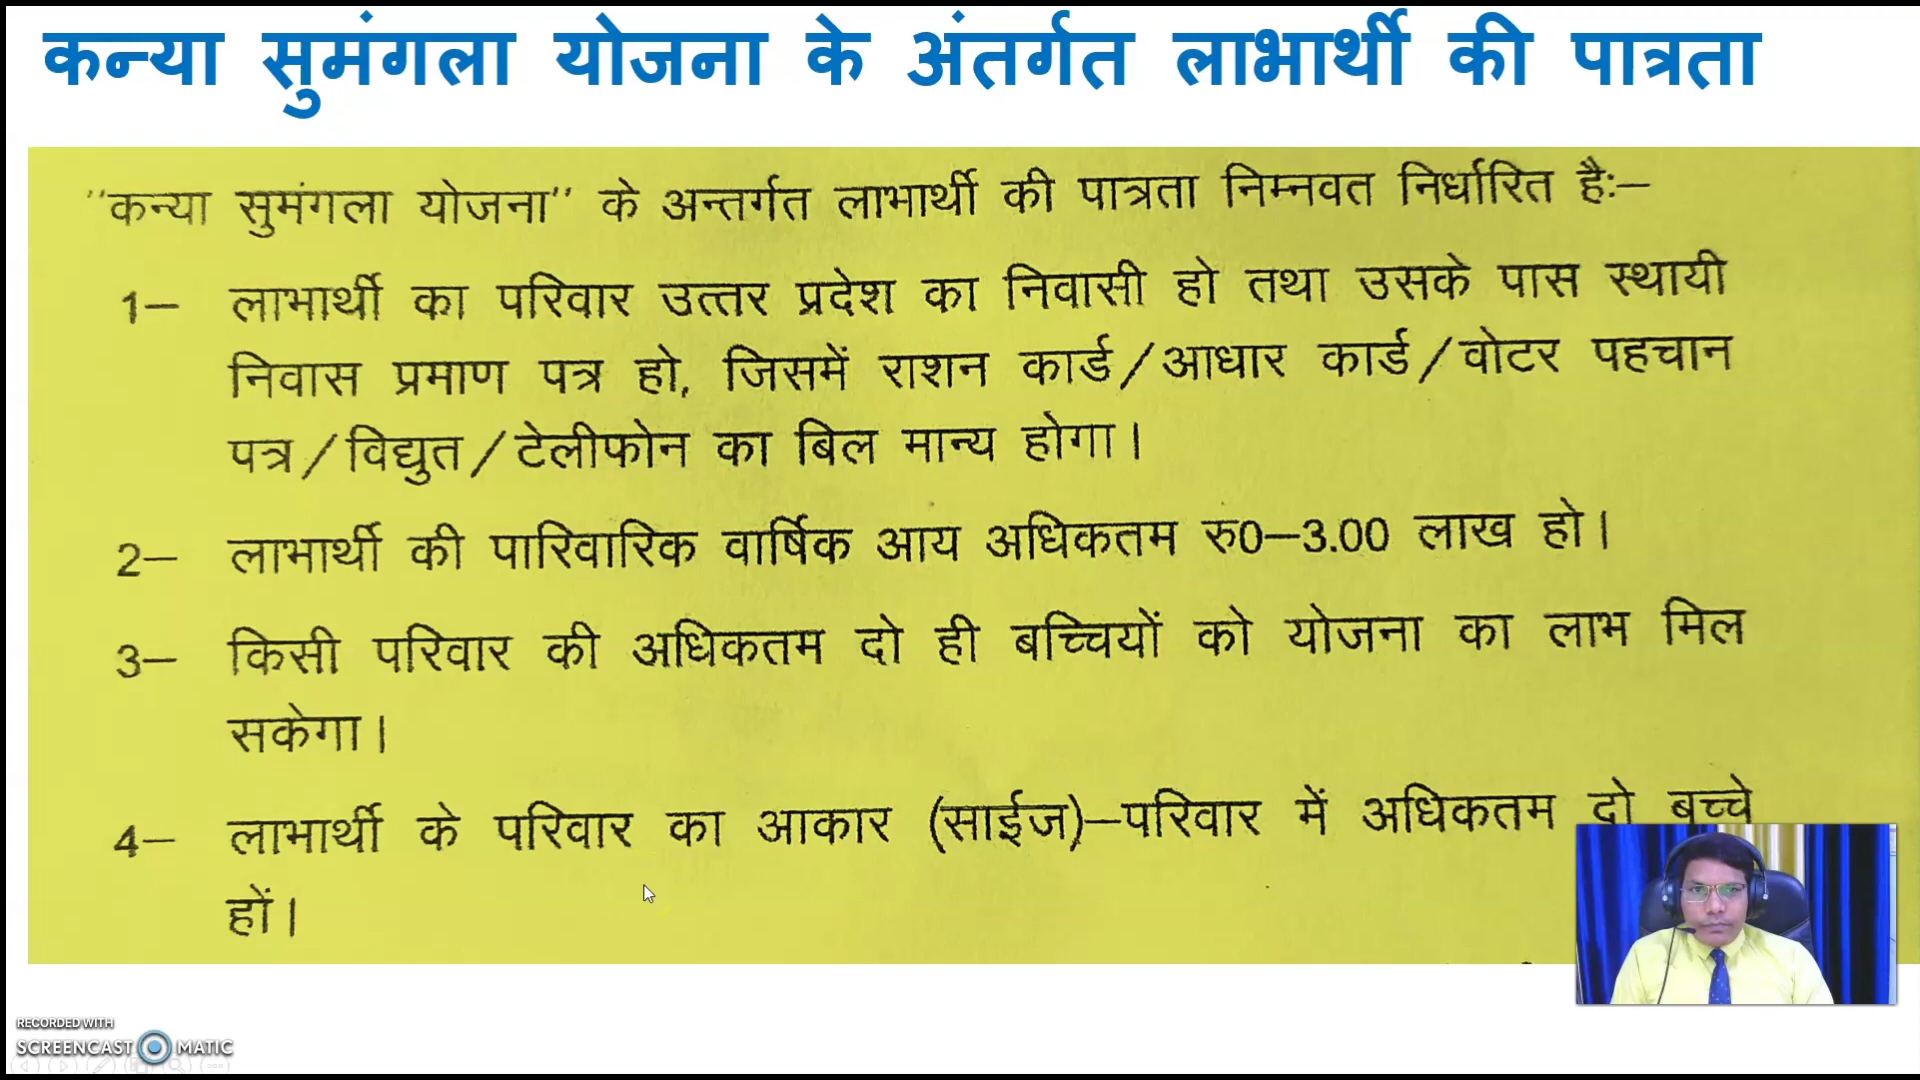 कन्या सुमंगला योजना के अंतर्गत लाभार्थी की पात्रता
"कन्या सुमंगला योजना" के अन्तर्गत लाभार्थी की पात्रता निम्नवत निर्धारित है:–
1– लाभार्थी का परिवार उत्तर प्रदेश का निवासी हो तथा उसके पास स्थायी
निवास प्रमाण पत्र हो, जिसमें राशन कार्ड/आधार कार्ड/वोटर पहचान
पत्र/विद्युत/टेलीफोन का बिल मान्य होगा।
2– लाभार्थी की पारिवारिक वार्षिक आय अधिकतम रु0–3.00 लाख हो।
3– किसी परिवार की अधिकतम दो ही बच्चियों को योजना का लाभ मिल
सकेगा।
4– लाभार्थी के परिवार का आकार (साईज)–परिवार में अधिकतम दो बच्चे
हों।
RECORDED WITH
SCREENCAST MATIC